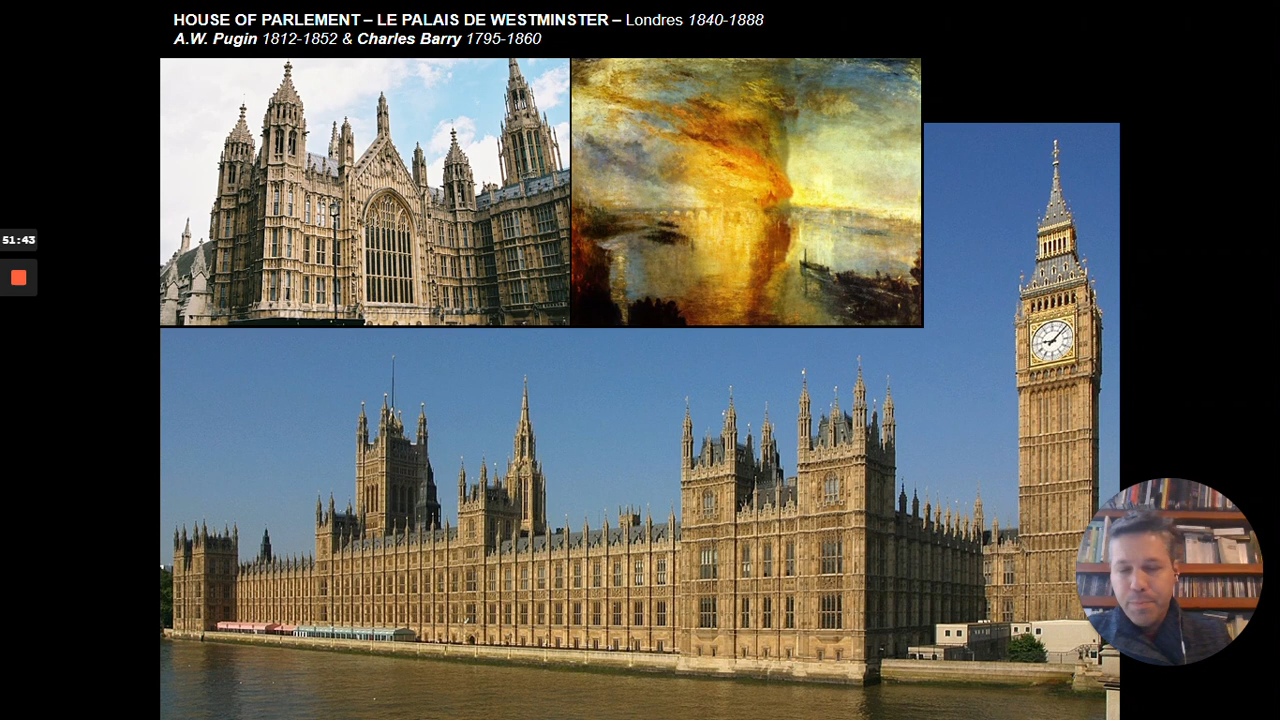 HOUSE OF PARLEMENT – LE PALAIS DE WESTMINSTER – Londres 1840-1888
A.W. Pugin 1812-1852 & Charles Barry 1795-1860
51:43